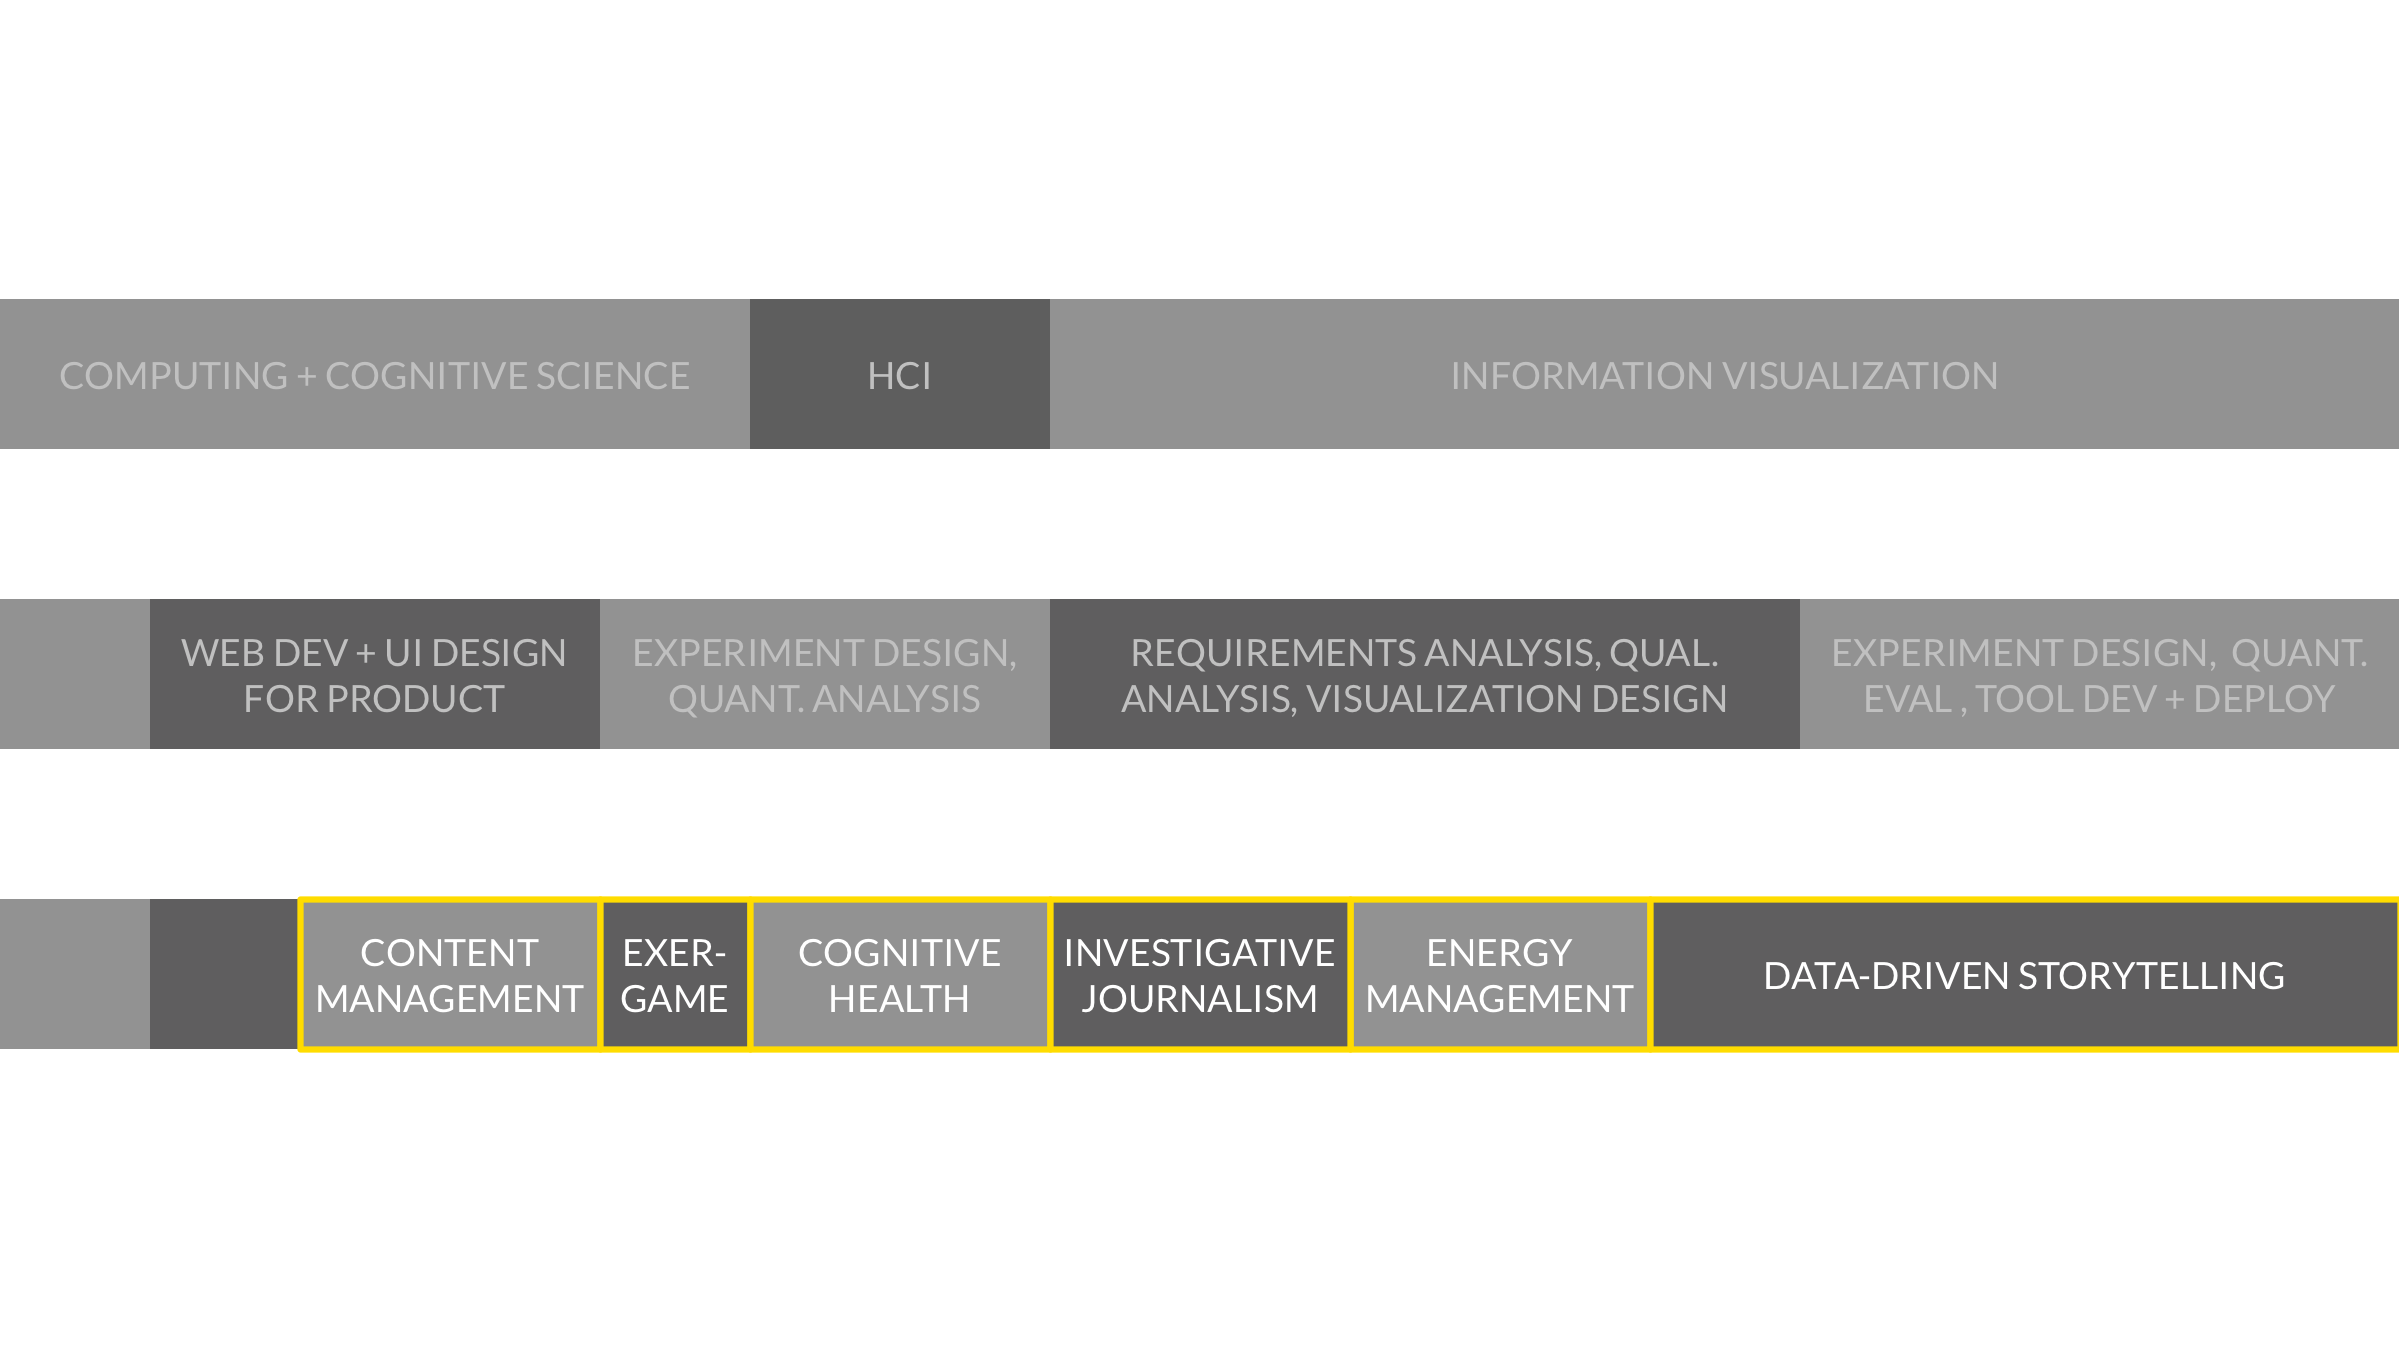 COMPUTING + COGNITIVE SCIENCE
HCI
INFORMATION VISUALIZATION
WEB DEV + UI DESIGN
FOR PRODUCT
EXPERIMENT DESIGN,
QUANT. ANALYSIS
REQUIREMENTS ANALYSIS, QUAL.
ANALYSIS, VISUALIZATION DESIGN
EXPERIMENT DESIGN, QUANT.
EVAL , TOOL DEV + DEPLOY
CONTENT
MANAGEMENT
EXER-
GAME
COGNITIVE
HEALTH
INVESTIGATIVE
JOURNALISM
ENERGY
MANAGEMENT
DATA-DRIVEN STORYTELLING